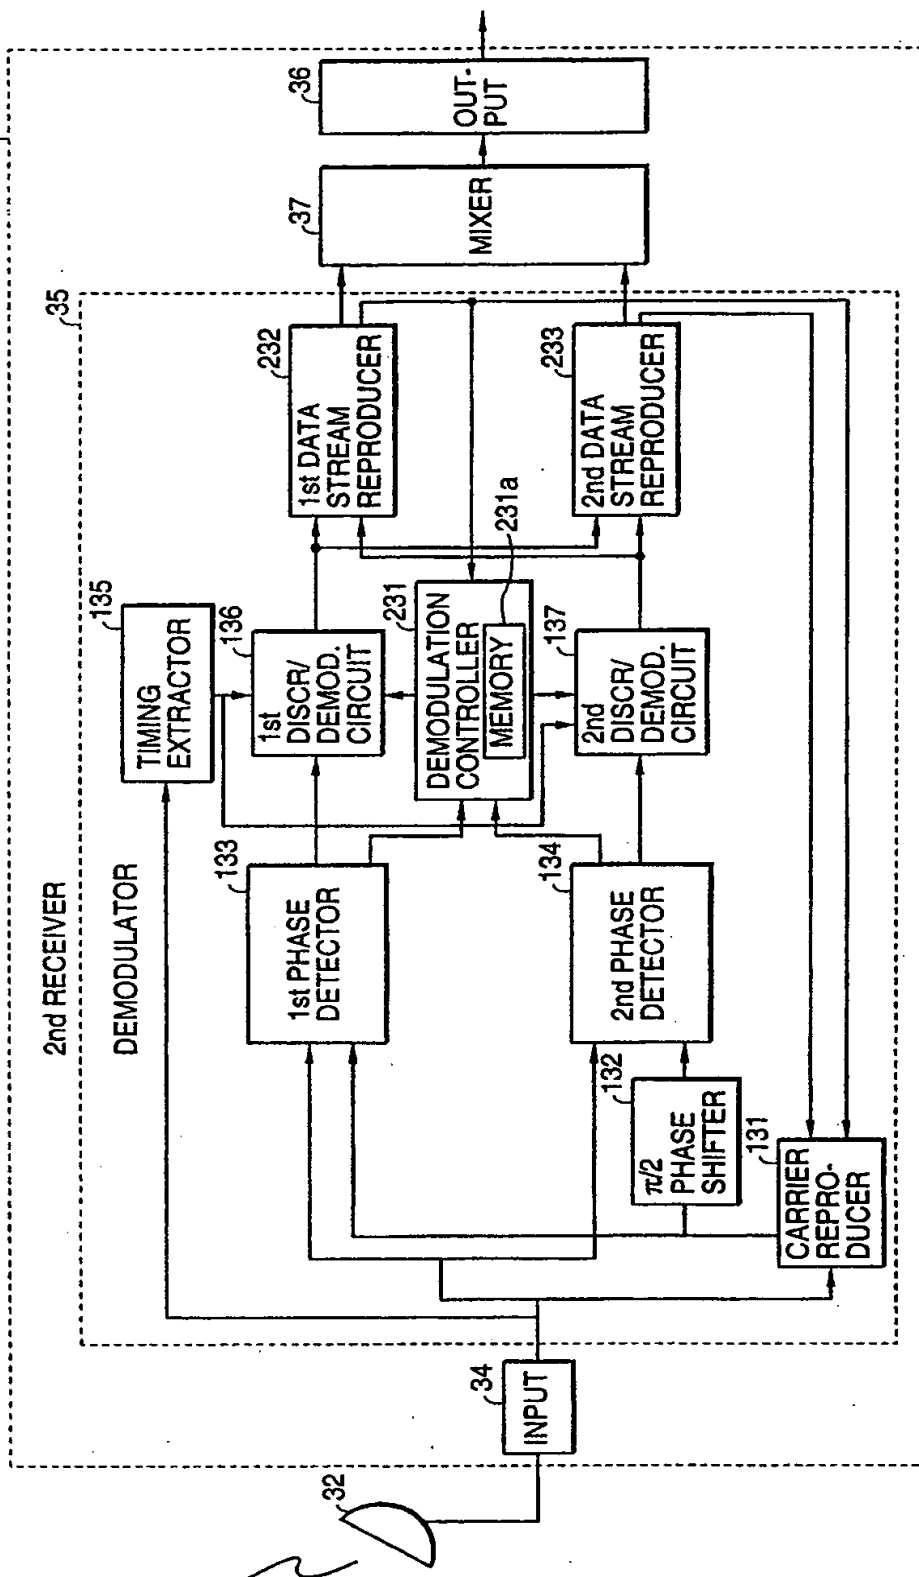 2nd RECEIVER
DEMODULATOR
35
32
34
INPUT
135
TIMING
EXTRACTOR
133
1st PHASE
DETECTOR
136
1st
DISCR/
DEMOD.
CIRCUIT
232
1st DATA
STREAM
REPRODUCER
37
MIXER
36
OUT-
PUT
231
DEMODULATION
CONTROLLER
MEMORY
231a
134
2nd PHASE
DETECTOR
137
2nd
DISCR/
DEMOD.
CIRCUIT
233
2nd DATA
STREAM
REPRODUCER
132
π/2
PHASE
SHIFTER
131
CARRIER
REPRO-
DUCER